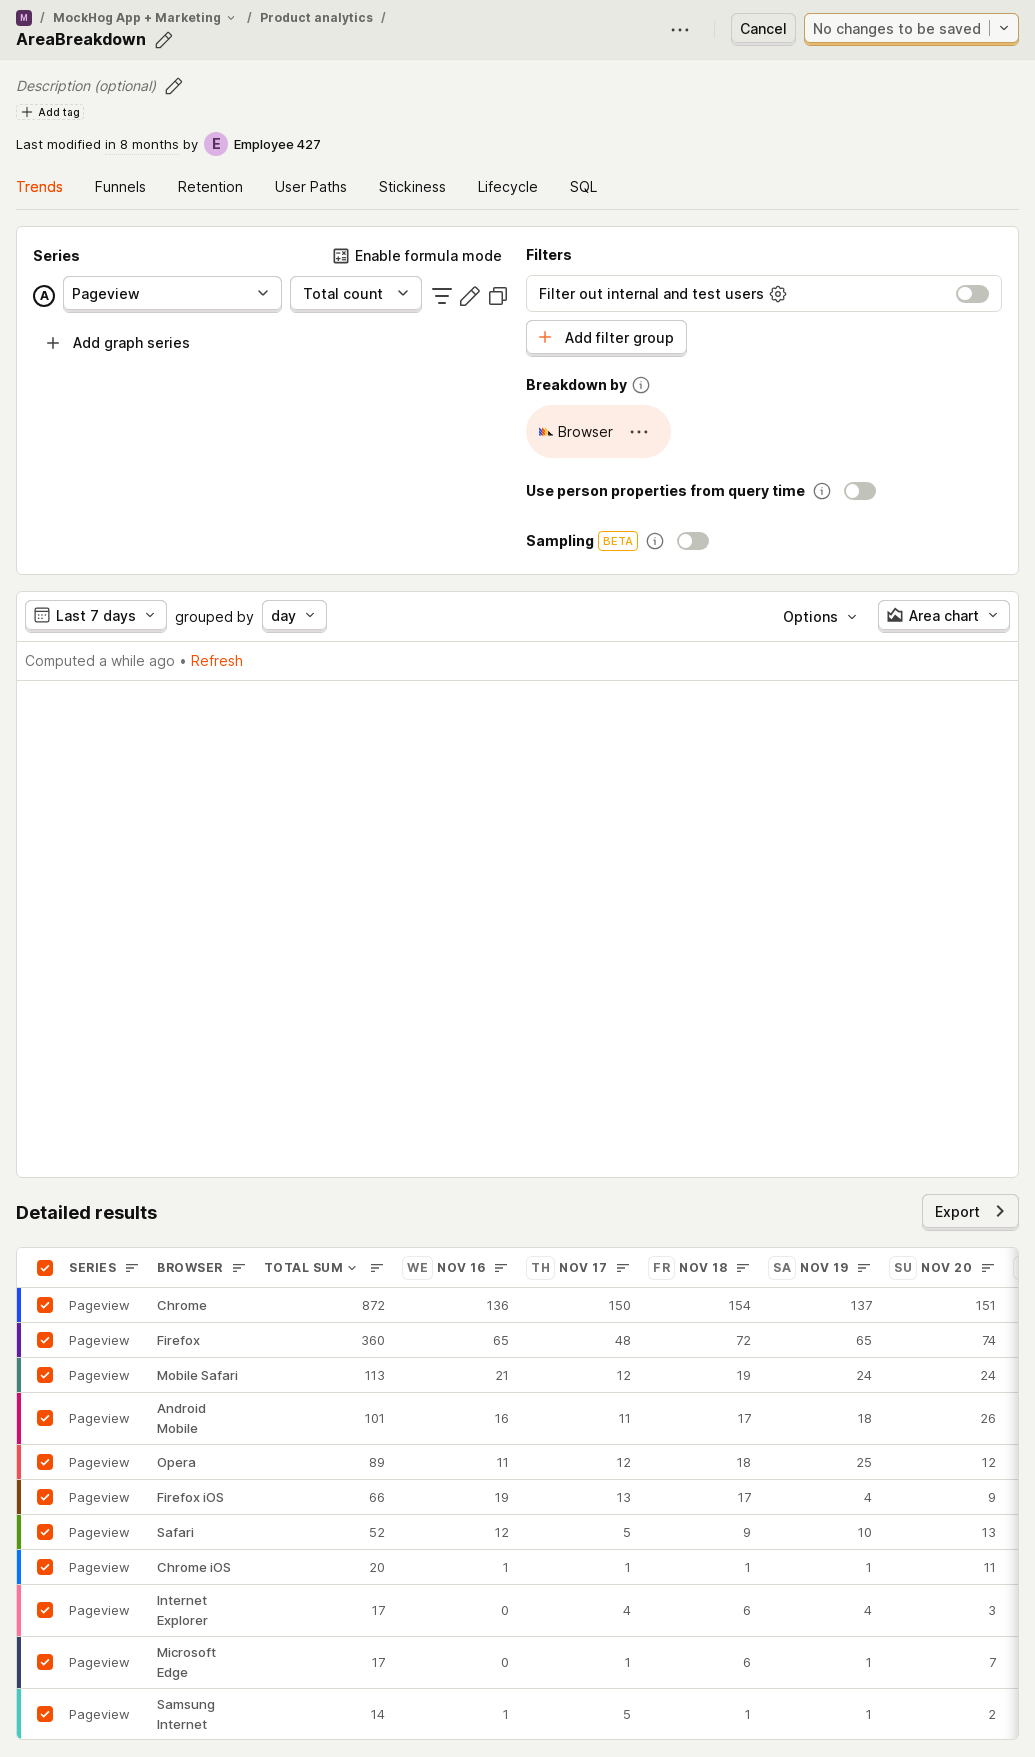 M / MockHog App + Marketing / Product analytics /
AreaBreakdown
Cancel
No changes to be saved
Description (optional)
Add tag
Last modified in 8 months by E Employee 427
Trends Funnels Retention User Paths Stickiness Lifecycle SQL
Series
Enable formula mode
A Pageview Total count
Add graph series
Filters
Filter out internal and test users
Add filter group
Breakdown by
Browser
Use person properties from query time
Sampling BETA
Last 7 days grouped by day
Options Area chart
Computed a while ago • Refresh
Detailed results
Export
SERIES BROWSER TOTAL SUM WE NOV 16 TH NOV 17 FR NOV 18 SA NOV 19 SU NOV 20
Pageview Chrome 872 136 150 154 137 151
Pageview Firefox 360 65 48 72 65 74
Pageview Mobile Safari 113 21 12 19 24 24
Pageview Android Mobile 101 16 11 17 18 26
Pageview Opera 89 11 12 18 25 12
Pageview Firefox iOS 66 19 13 17 4 9
Pageview Safari 52 12 5 9 10 13
Pageview Chrome iOS 20 1 1 1 1 11
Pageview Internet Explorer 17 0 4 6 4 3
Pageview Microsoft Edge 17 0 1 6 1 7
Pageview Samsung Internet 14 1 5 1 1 2